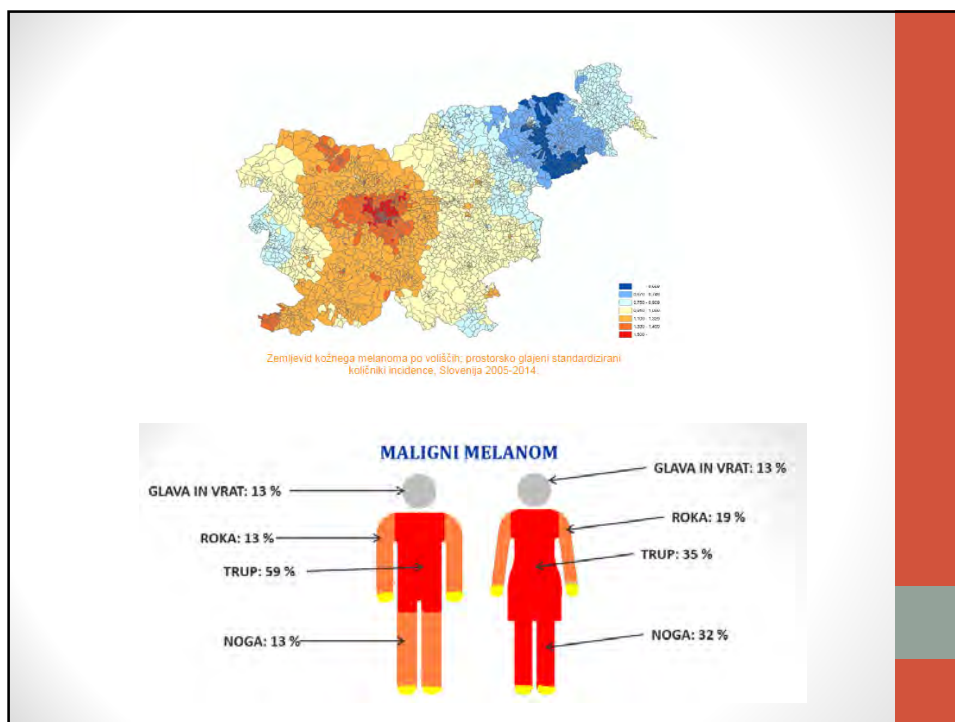 Zemljevid kožnega melanoma po voliščih; prostorsko glajeni standardizirani
količniki incidence, Slovenija 2005-2014.
MALIGNI MELANOM
GLAVA IN VRAT: 13 %
GLAVA IN VRAT: 13 %
ROKA: 13 %
ROKA: 19 %
TRUP: 59 %
TRUP: 35 %
NOGA: 13 %
NOGA: 32 %